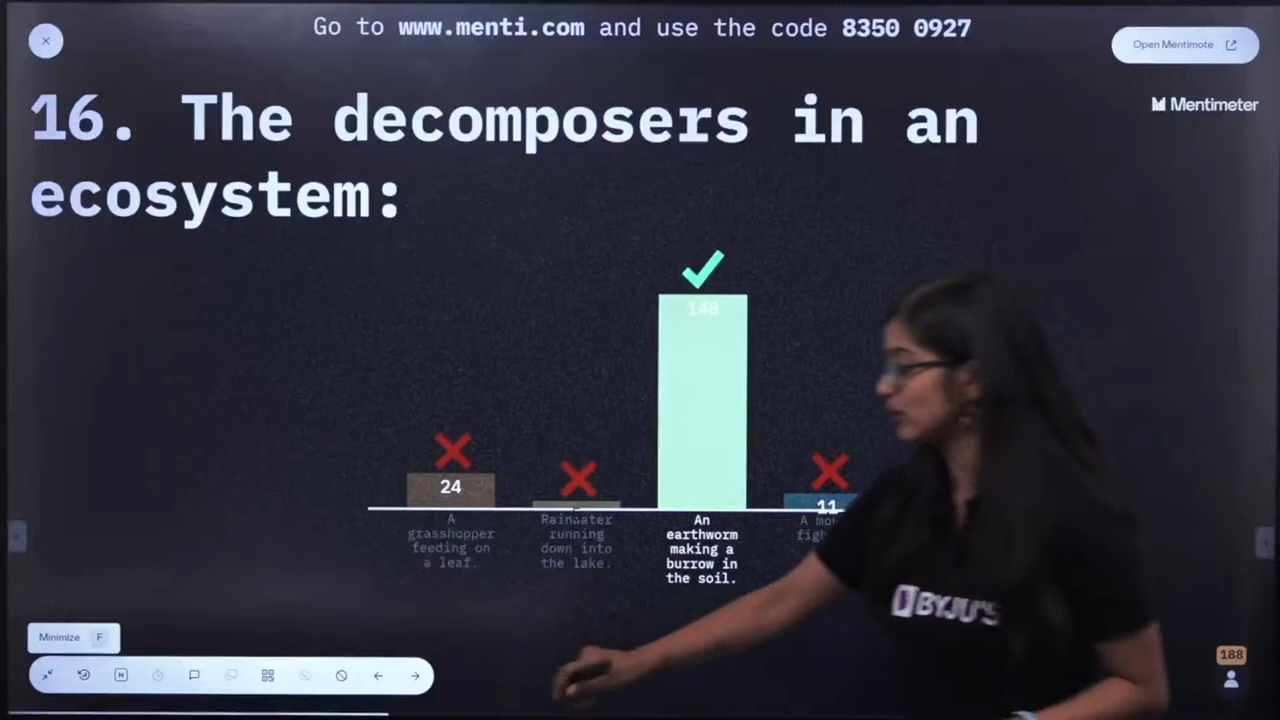 Go to www.menti.com and use the code 8350 0927
Open Mentimote
Mentimeter
16. The decomposers in an
ecosystem:
148
24
11
A
grasshopper
feeding on
a leaf.
Rainwater
running
down into
the lake.
An
earthworm
making a
burrow in
the soil.
A
BYJU'S
Minimize F
H
188